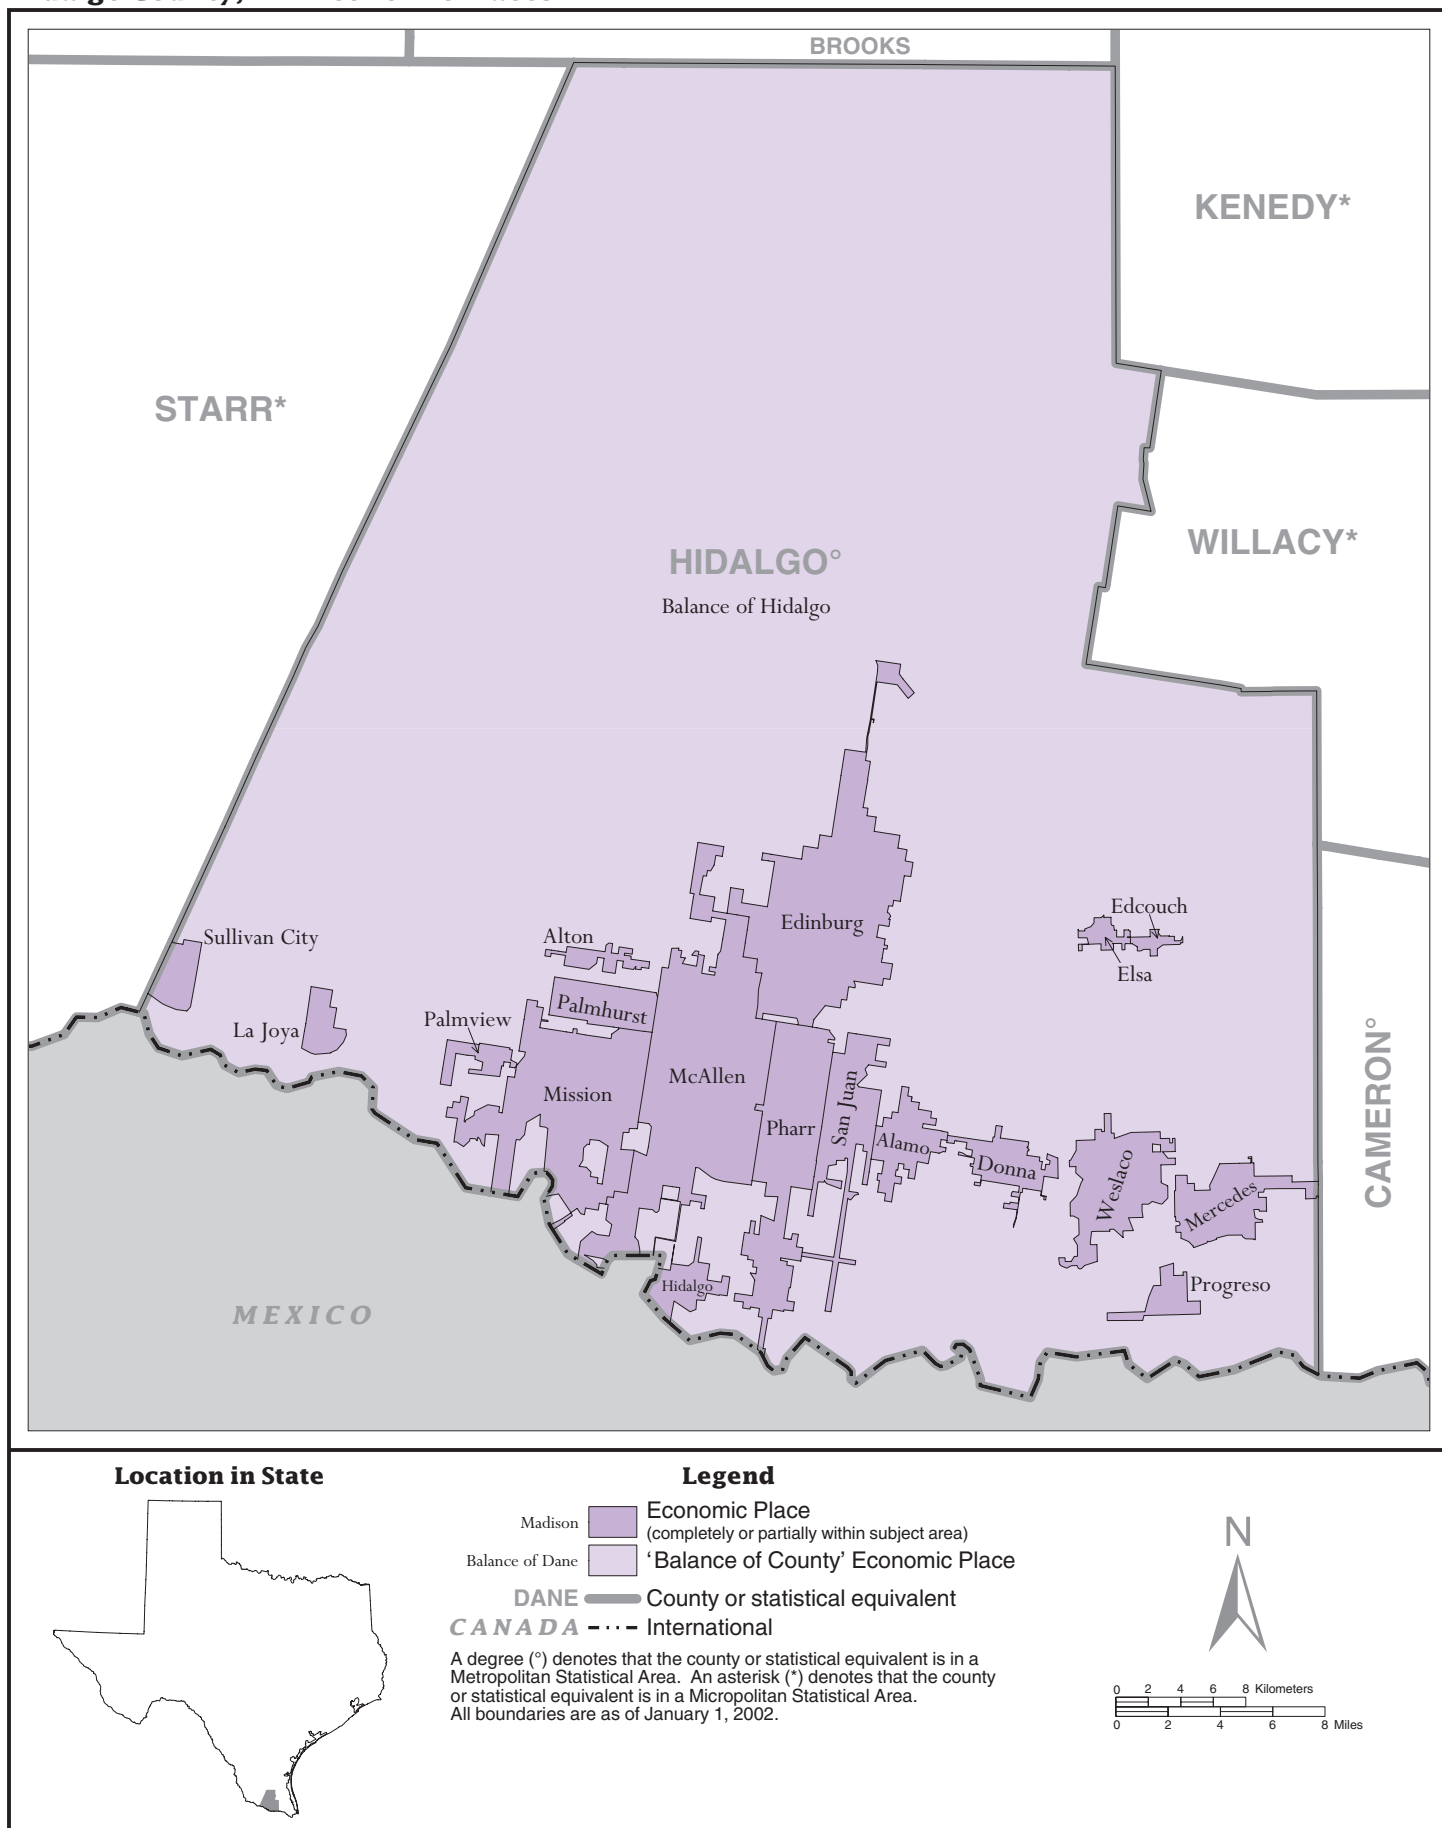 BROOKS
KENEDY*
STARR*
WILLACY*
HIDALGO°
Balance of Hidalgo
Edcouch
Edinburg
Sullivan City
Alton
Elsa
Palmhurst
Palmview
La Joya
McAllen
Mission
San Juan
Pharr
Alamo
Donna
Weslaco
Mercedes
CAMERON°
Hidalgo
Progreso
MEXICO
Location in State
Legend
Madison
Economic Place
(completely or partially within subject area)
Balance of Dane
'Balance of County' Economic Place
DANE
County or statistical equivalent
CANADA
International
A degree (°) denotes that the county or statistical equivalent is in a
Metropolitan Statistical Area. An asterisk (*) denotes that the county
or statistical equivalent is in a Micropolitan Statistical Area.
All boundaries are as of January 1, 2002.
N
0 2 4 6 8 Kilometers
0 2 4 6 8 Miles